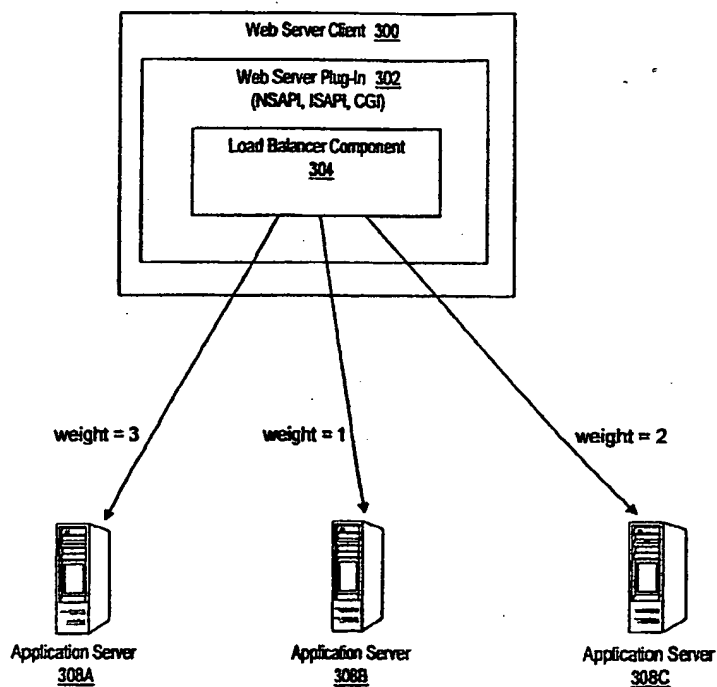 Web Server Client 300
Web Server Plug-In 302
(NSAPI, ISAPI, CGI)
Load Balancer Component
304
weight = 3
weight = 1
weight = 2
Application Server
308A
Application Server
308B
Application Server
308C